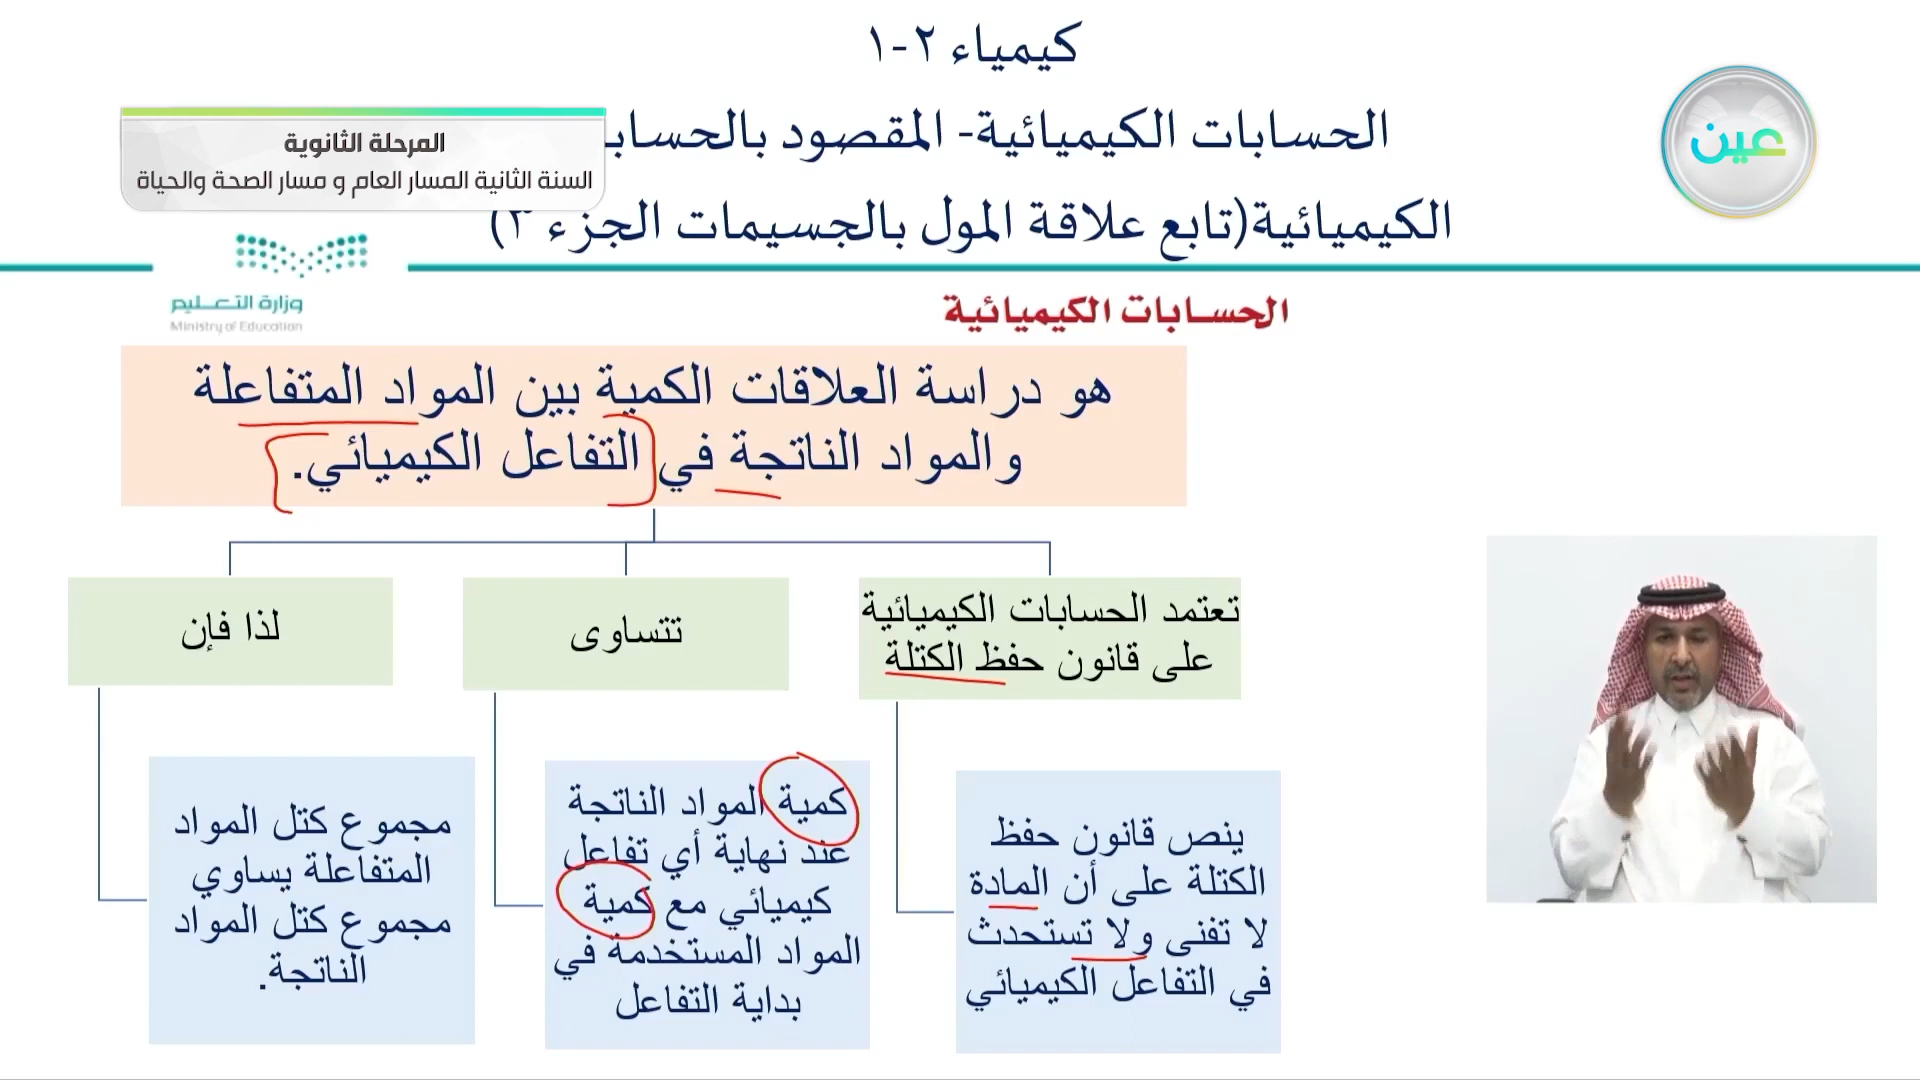 كيمياء ٢-١
الحسابات الكيميائية- المقصود بالحسابات
الكيميائية(تابع علاقة المول بالجسيمات الجزء ٣)
المرحلة الثانوية
السنة الثانية المسار العام و مسار الصحة والحياة
عين
وزارة التعليم
Ministry of Education
الحسابات الكيميائية
هو دراسة العلاقات الكمية بين المواد المتفاعلة
والمواد الناتجة في التفاعل الكيميائي.
تعتمد الحسابات الكيميائية
على قانون حفظ الكتلة
ينص قانون حفظ
الكتلة على أن المادة
لا تفنى ولا تستحدث
في التفاعل الكيميائي
تتساوى
كمية المواد الناتجة
عند نهاية أي تفاعل
كيميائي مع كمية
المواد المستخدمة في
بداية التفاعل
لذا فإن
مجموع كتل المواد
المتفاعلة يساوي
مجموع كتل المواد
الناتجة.